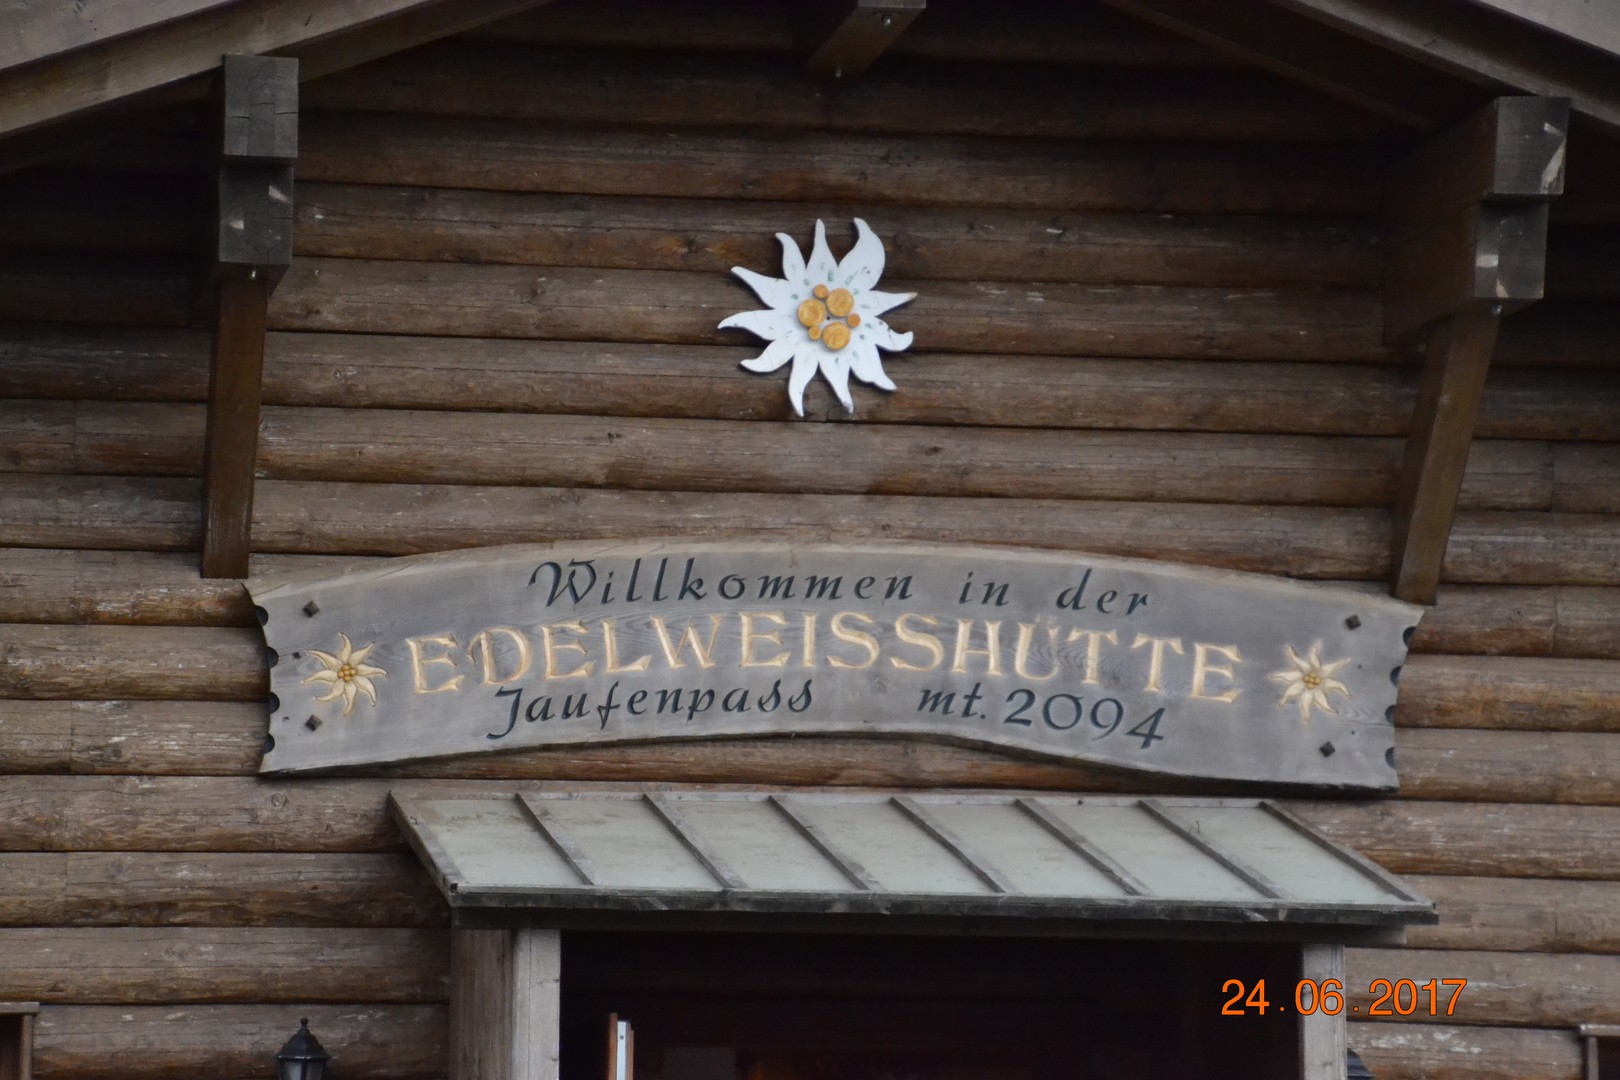 Willkommen in der
EDELWEISSHÜTTE
Jaufenpass mt. 2094
24.06.2017